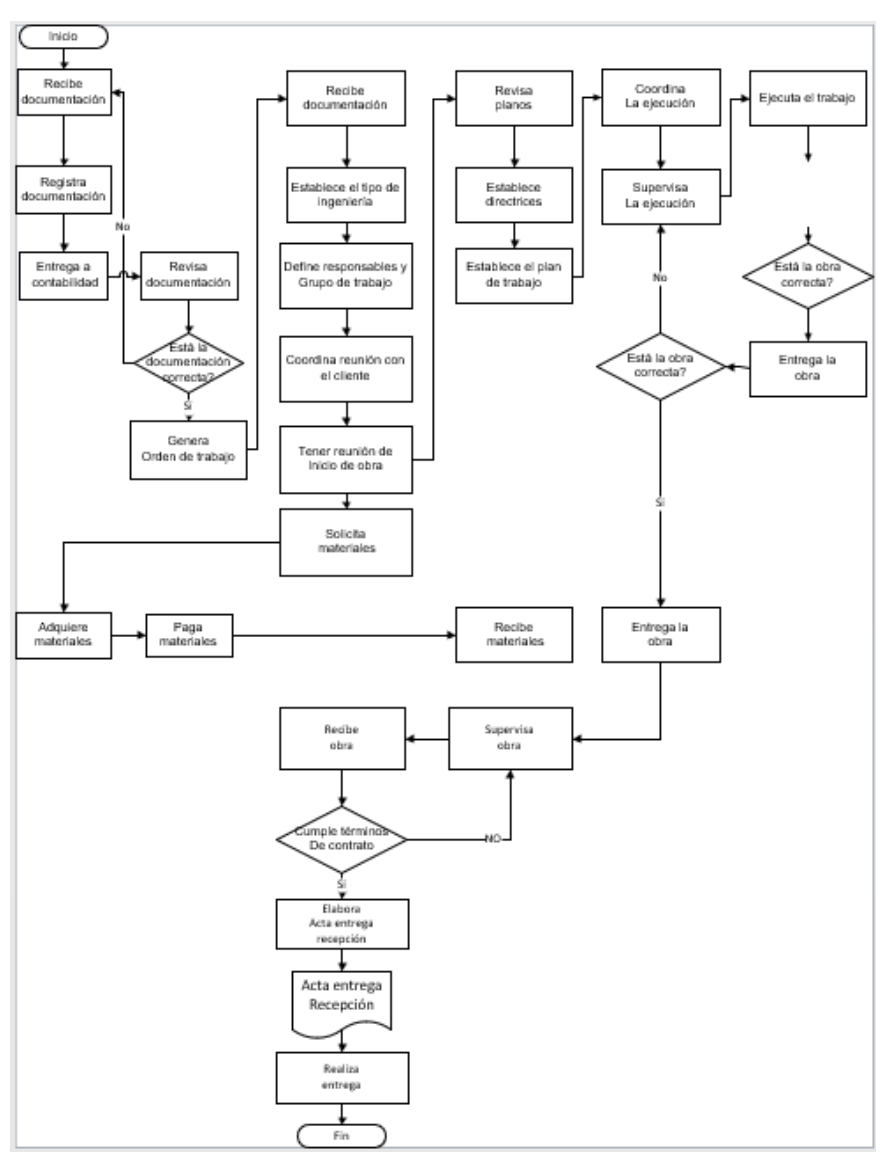 Inicio
Recibe
documentación
Registra
documentación
Entrega a
contabilidad
No
Revisa
documentación
Está la
documentación
correcta?
Si
Genera
Orden de trabajo
Recibe
documentación
Establece el tipo de
ingeniería
Define responsables y
Grupo de trabajo
Coordina reunión con
el cliente
Tener reunión de
Inicio de obra
Solicita
materiales
Revisa
planos
Establece
directrices
Establece el plan
de trabajo
Coordina
La ejecución
Supervisa
La ejecución
No
Está la obra
correcta?
Si
Ejecuta el trabajo
Está la obra
correcta?
Entrega la
obra
Adquiere
materiales
Paga
materiales
Recibe
materiales
Entrega la
obra
Supervisa
obra
Recibe
obra
Cumple términos
De contrato
NO
Si
Elabora
Acta entrega
recepción
Acta entrega
Recepción
Realiza
entrega
Fin